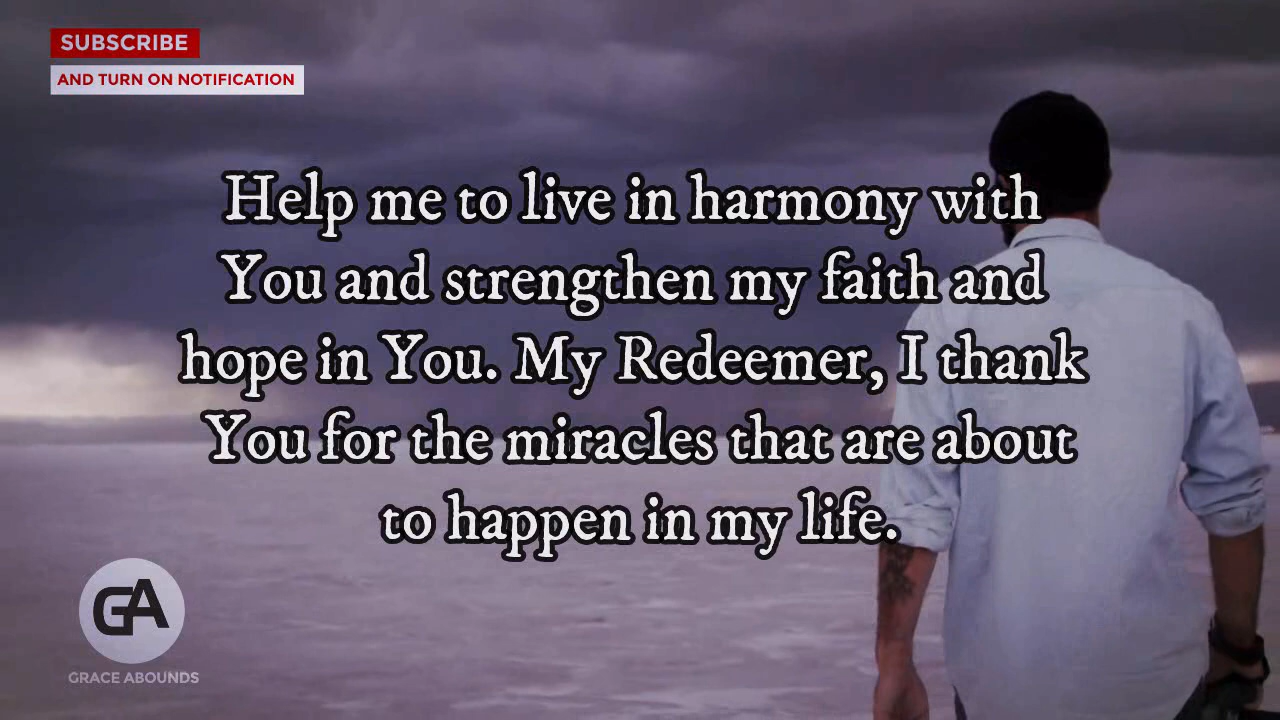 SUBSCRIBE
AND TURN ON NOTIFICATION
Help me to live in harmony with
You and strengthen my faith and
hope in You. My Redeemer, I thank
You for the miracles that are about
to happen in my life.
GA
GRACE ABOUNDS